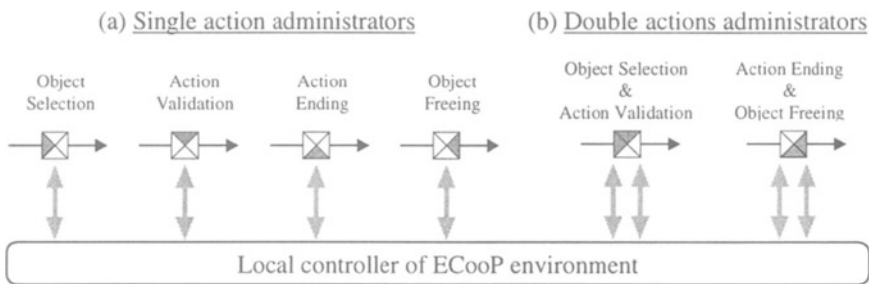 (a) Single action administrators
(b) Double actions administrators
Object
Selection
Action
Validation
Action
Ending
Object
Freeing
Object Selection
&
Action Validation
Action Ending
&
Object Freeing
Local controller of ECooP environment